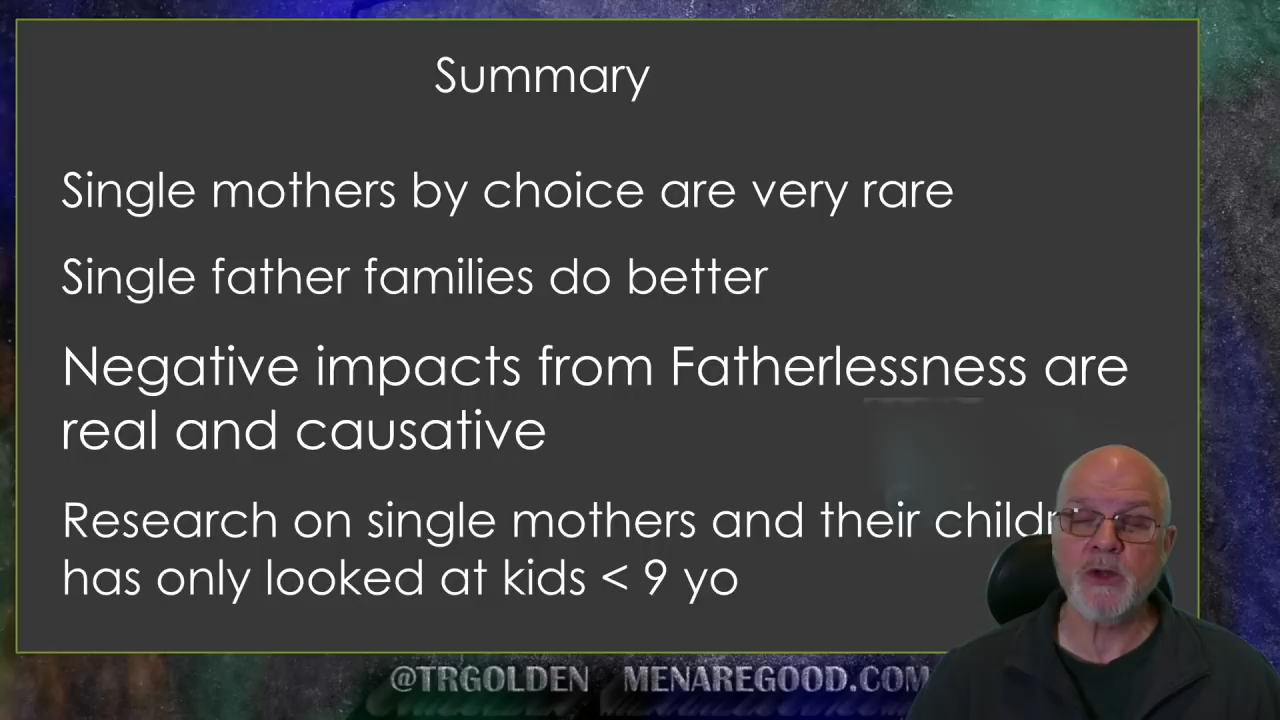 Summary
Single mothers by choice are very rare
Single father families do better
Negative impacts from Fatherlessness are
real and causative
Research on single mothers and their
has only looked at kids < 9 yo
@TRGOLDEN MENAREGOOD.COM